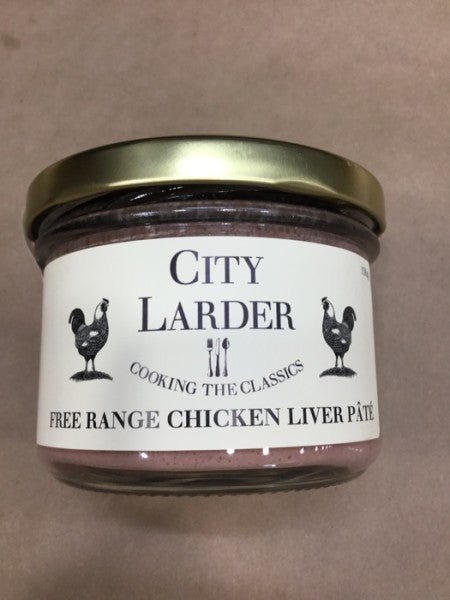 CITY
LARDER
COOKING THE CLASSICS
FREE RANGE CHICKEN LIVER PÂTÉ